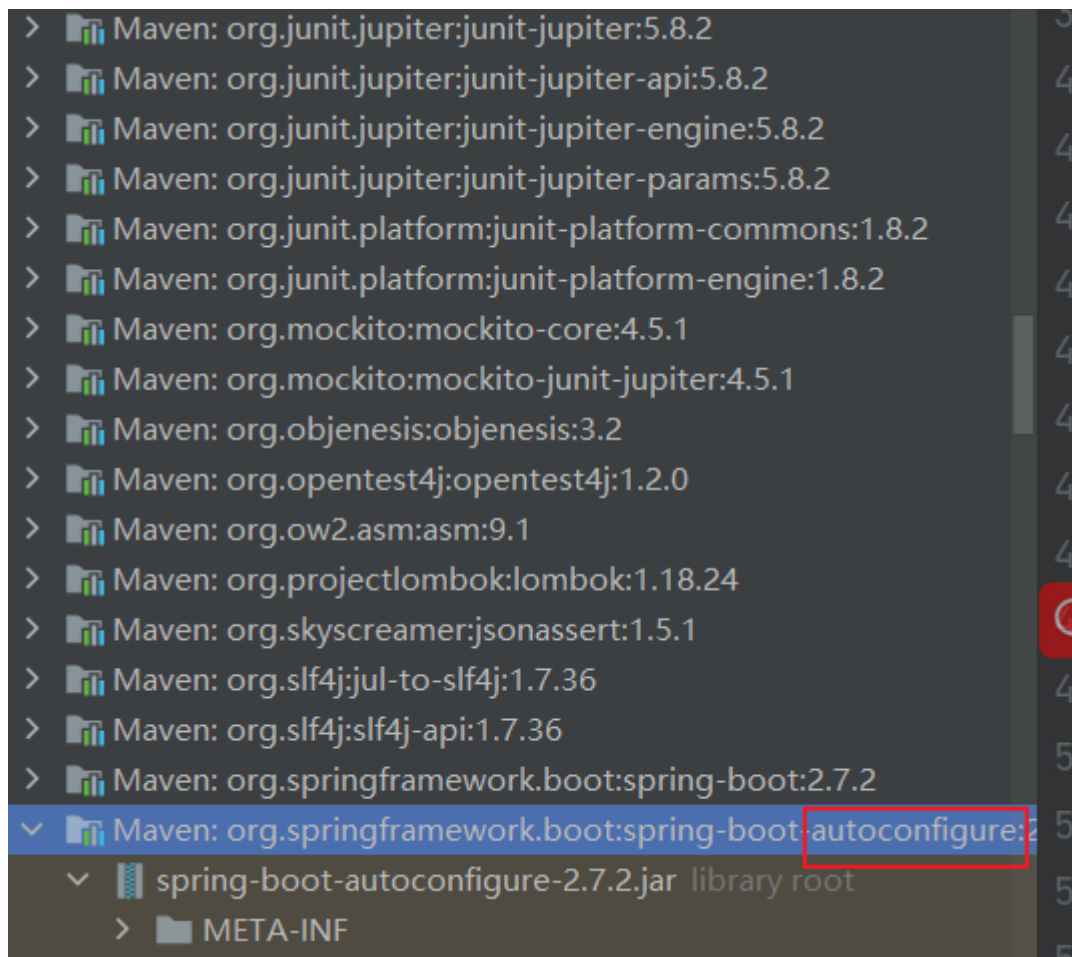 Maven: org.junit.jupiter:junit-jupiter:5.8.2
Maven: org.junit.jupiter:junit-jupiter-api:5.8.2
Maven: org.junit.jupiter:junit-jupiter-engine:5.8.2
Maven: org.junit.jupiter:junit-jupiter-params:5.8.2
Maven: org.junit.platform:junit-platform-commons:1.8.2
Maven: org.junit.platform:junit-platform-engine:1.8.2
Maven: org.mockito:mockito-core:4.5.1
Maven: org.mockito:mockito-junit-jupiter:4.5.1
Maven: org.objenesis:objenesis:3.2
Maven: org.opentest4j:opentest4j:1.2.0
Maven: org.ow2.asm:asm:9.1
Maven: org.projectlombok:lombok:1.18.24
Maven: org.skyscreamer:jsonassert:1.5.1
Maven: org.slf4j:jul-to-slf4j:1.7.36
Maven: org.slf4j:slf4j-api:1.7.36
Maven: org.springframework.boot:spring-boot:2.7.2
Maven: org.springframework.boot:spring-boot-autoconfigure:2
spring-boot-autoconfigure-2.7.2.jar library root
META-INF